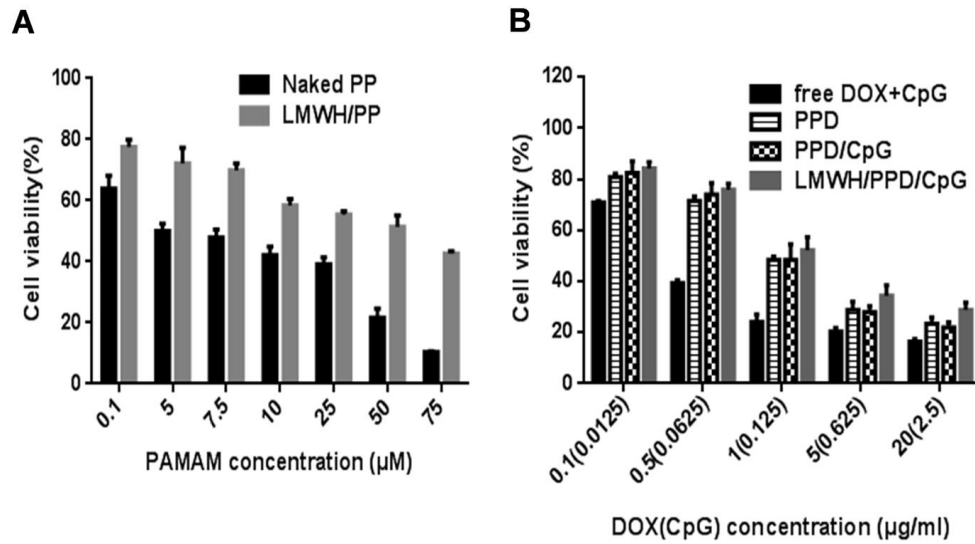 A
100
80
60
40
20
0
Cell viability(%)
Naked PP
LMWH/PP
0.1
5
7.5
10
25
50
75
PAMAM concentration (μM)
B
120
100
80
60
40
20
0
Cell viability (%)
free DOX+CpG
PPD
PPD/CpG
LMWH/PPD/CpG
0.1(0.0125)
0.5(0.0625)
1(0.125)
5(0.625)
20(2.5)
DOX(CpG) concentration (μg/ml)